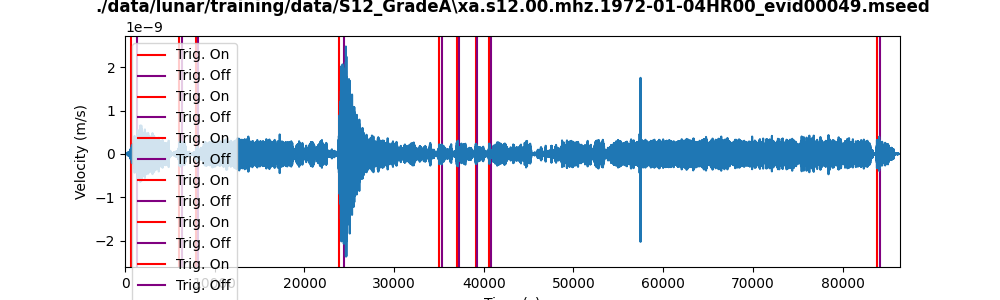 ./data/lunar/training/data/S12_GradeA\xa.s12.00.mhz.1972-01-04HR00_evid00049.mseed
1e−9
Velocity (m/s)
2
1
0
−1
−2
Trig. On
Trig. Off
Trig. On
Trig. Off
Trig. On
Trig. Off
Trig. On
Trig. Off
Trig. On
Trig. Off
Trig. On
Trig. Off
0 10000 20000 30000 40000 50000 60000 70000 80000